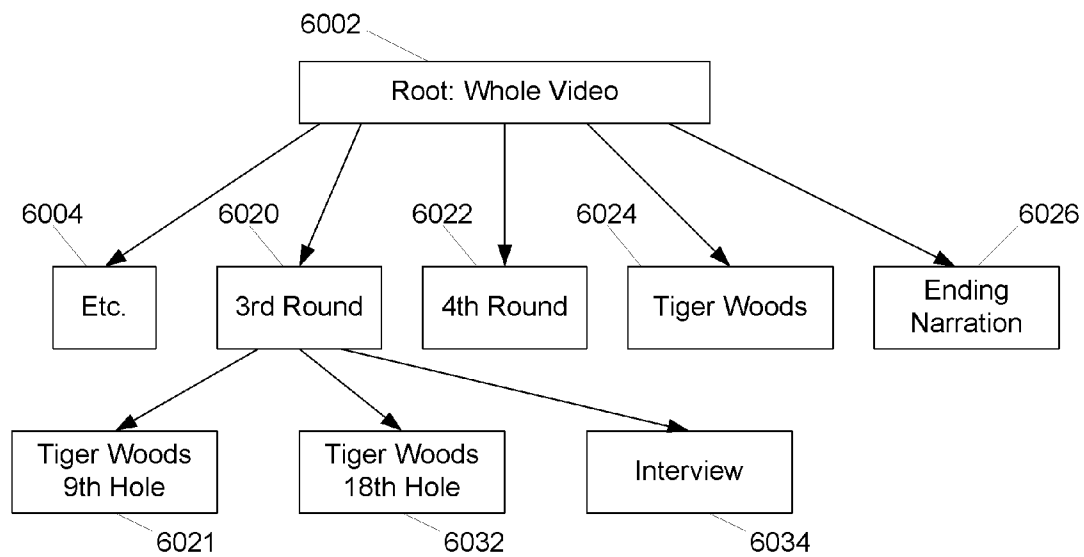 6002
Root: Whole Video
6004
6020
6022
6024
6026
Etc.
3rd Round
4th Round
Tiger Woods
Ending
Narration
Tiger Woods
9th Hole
Tiger Woods
18th Hole
Interview
6021
6032
6034